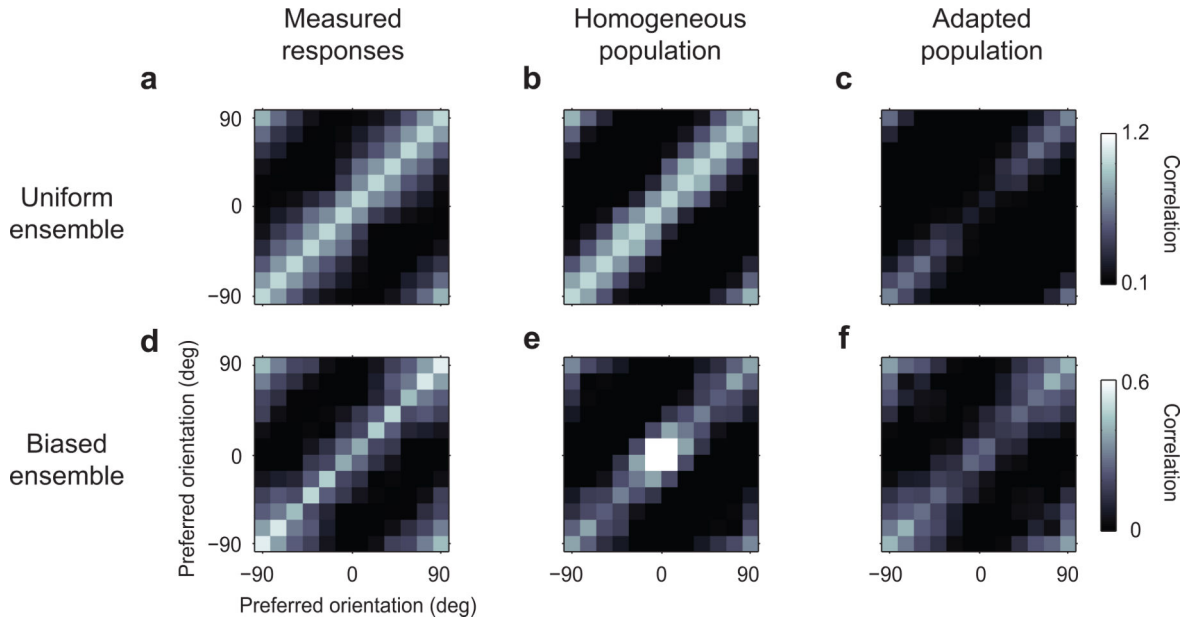 Measured
responses
Homogeneous
population
Adapted
population
a
b
c
Uniform
ensemble
90
0
−90
1.2
0.1
Correlation
d
e
f
Biased
ensemble
Preferred orientation (deg)
90
0
−90
0.6
0
Correlation
−90 0 90
−90 0 90
−90 0 90
Preferred orientation (deg)